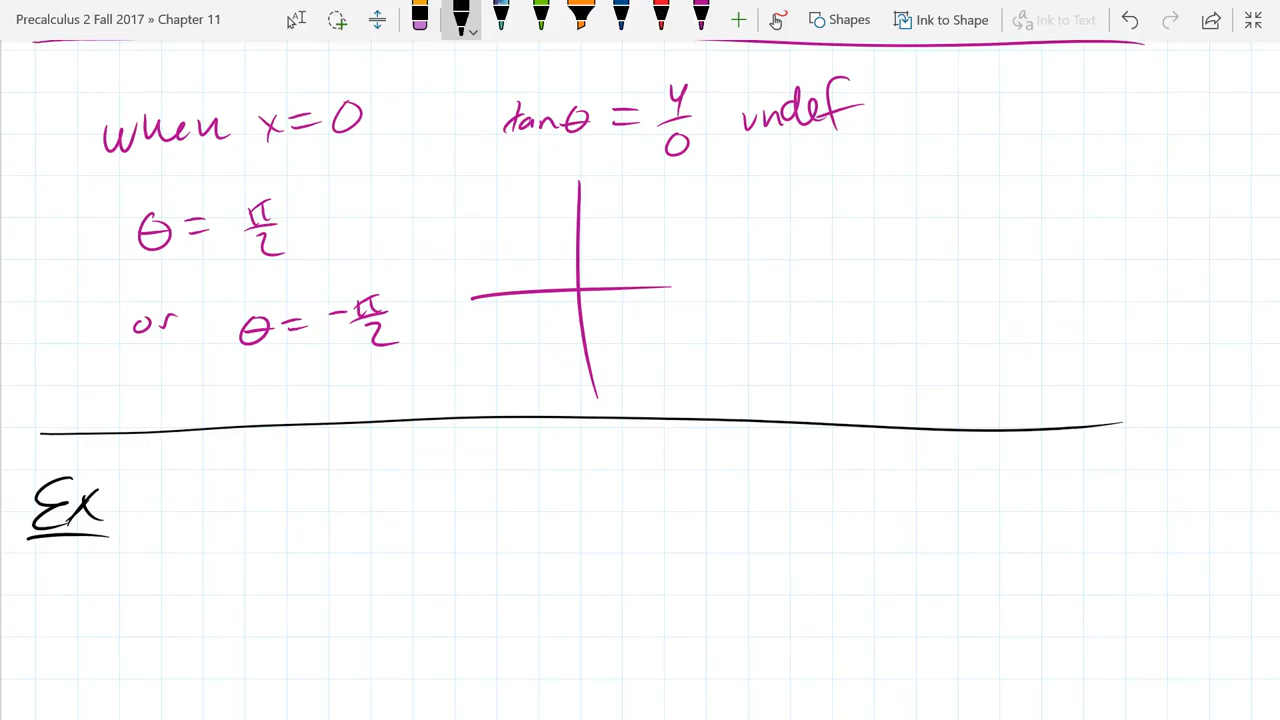 Precalculus 2 Fall 2017 » Chapter 11
Shapes
Ink to Shape
Ink to Text
when x=0 tanθ = y/0 undef
θ = π/2
or θ = -π/2
Ex